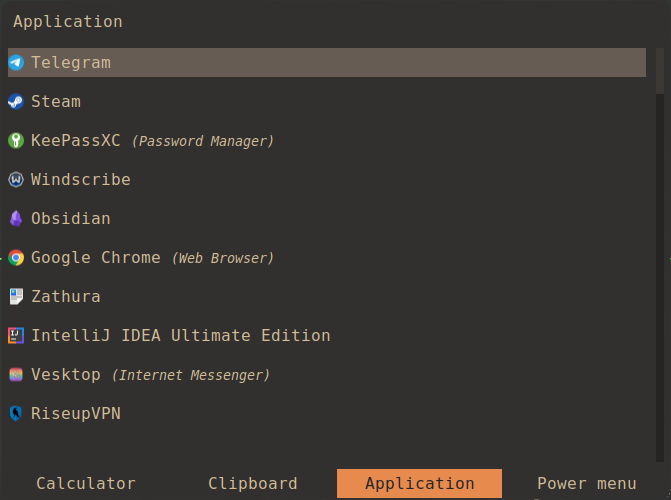 Application
Telegram
Steam
KeePassXC (Password Manager)
Windscribe
Obsidian
Google Chrome (Web Browser)
Zathura
IntelliJ IDEA Ultimate Edition
Vesktop (Internet Messenger)
RiseupVPN
Calculator Clipboard Application Power menu